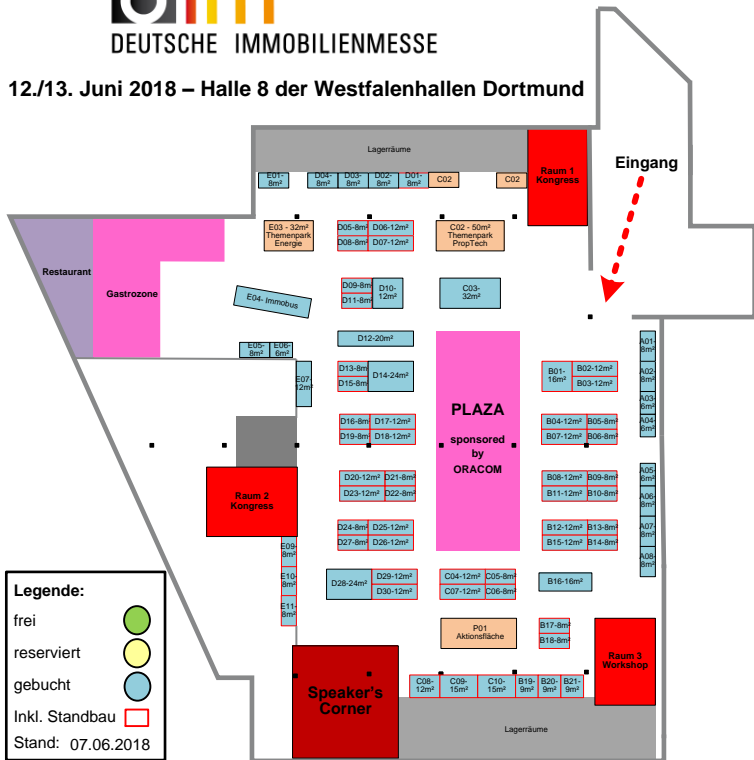 DEUTSCHE IMMOBILIENMESSE
12./13. Juni 2018 – Halle 8 der Westfalenhallen Dortmund
Lagerräume
Raum 1
Kongress
Eingang
E01-
8m²
D04-
8m²
D03-
8m²
D02-
8m²
D01-
8m²
C02
C02
E03 - 32m²
Themenpark
Energie
D05-8m²
D06-12m²
D08-8m²
D07-12m²
C02 - 50m²
Themenpark
PropTech
Restaurant
Gastrozone
E04- Immobus
D09-8m²
D11-8m²
D10-
12m²
C03-
32m²
D12-20m²
E05-
8m²
E06-
6m²
E07-
12m²
D13-8m²
D15-8m²
D14-24m²
PLAZA
sponsored
by
ORACOM
B01-
16m²
B02-12m²
B03-12m²
A01-
8m²
A02-
8m²
A03-
6m²
A04-
6m²
D16-8m²
D17-12m²
D19-8m²
D18-12m²
B04-12m²
B05-8m²
B07-12m²
B06-8m²
Raum 2
Kongress
D20-12m²
D21-8m²
D23-12m²
D22-8m²
B08-12m²
B09-8m²
B11-12m²
B10-8m²
A05-
6m²
A06-
8m²
A07-
8m²
A08-
8m²
D24-8m²
D25-12m²
D27-8m²
D26-12m²
B12-12m²
B13-8m²
B15-12m²
B14-8m²
E09-
8m²
E10-
8m²
E11-
8m²
D28-24m²
D29-12m²
D30-12m²
C04-12m²
C05-8m²
C07-12m²
C06-8m²
B16-16m²
P01
Aktionsfläche
B17-8m²
B18-8m²
Raum 3
Workshop
Speaker's
Corner
C08-
12m²
C09-
15m²
C10-
15m²
B19-
9m²
B20-
9m²
B21-
9m²
Lagerräume
Legende:
frei
reserviert
gebucht
Inkl. Standbau
Stand: 07.06.2018